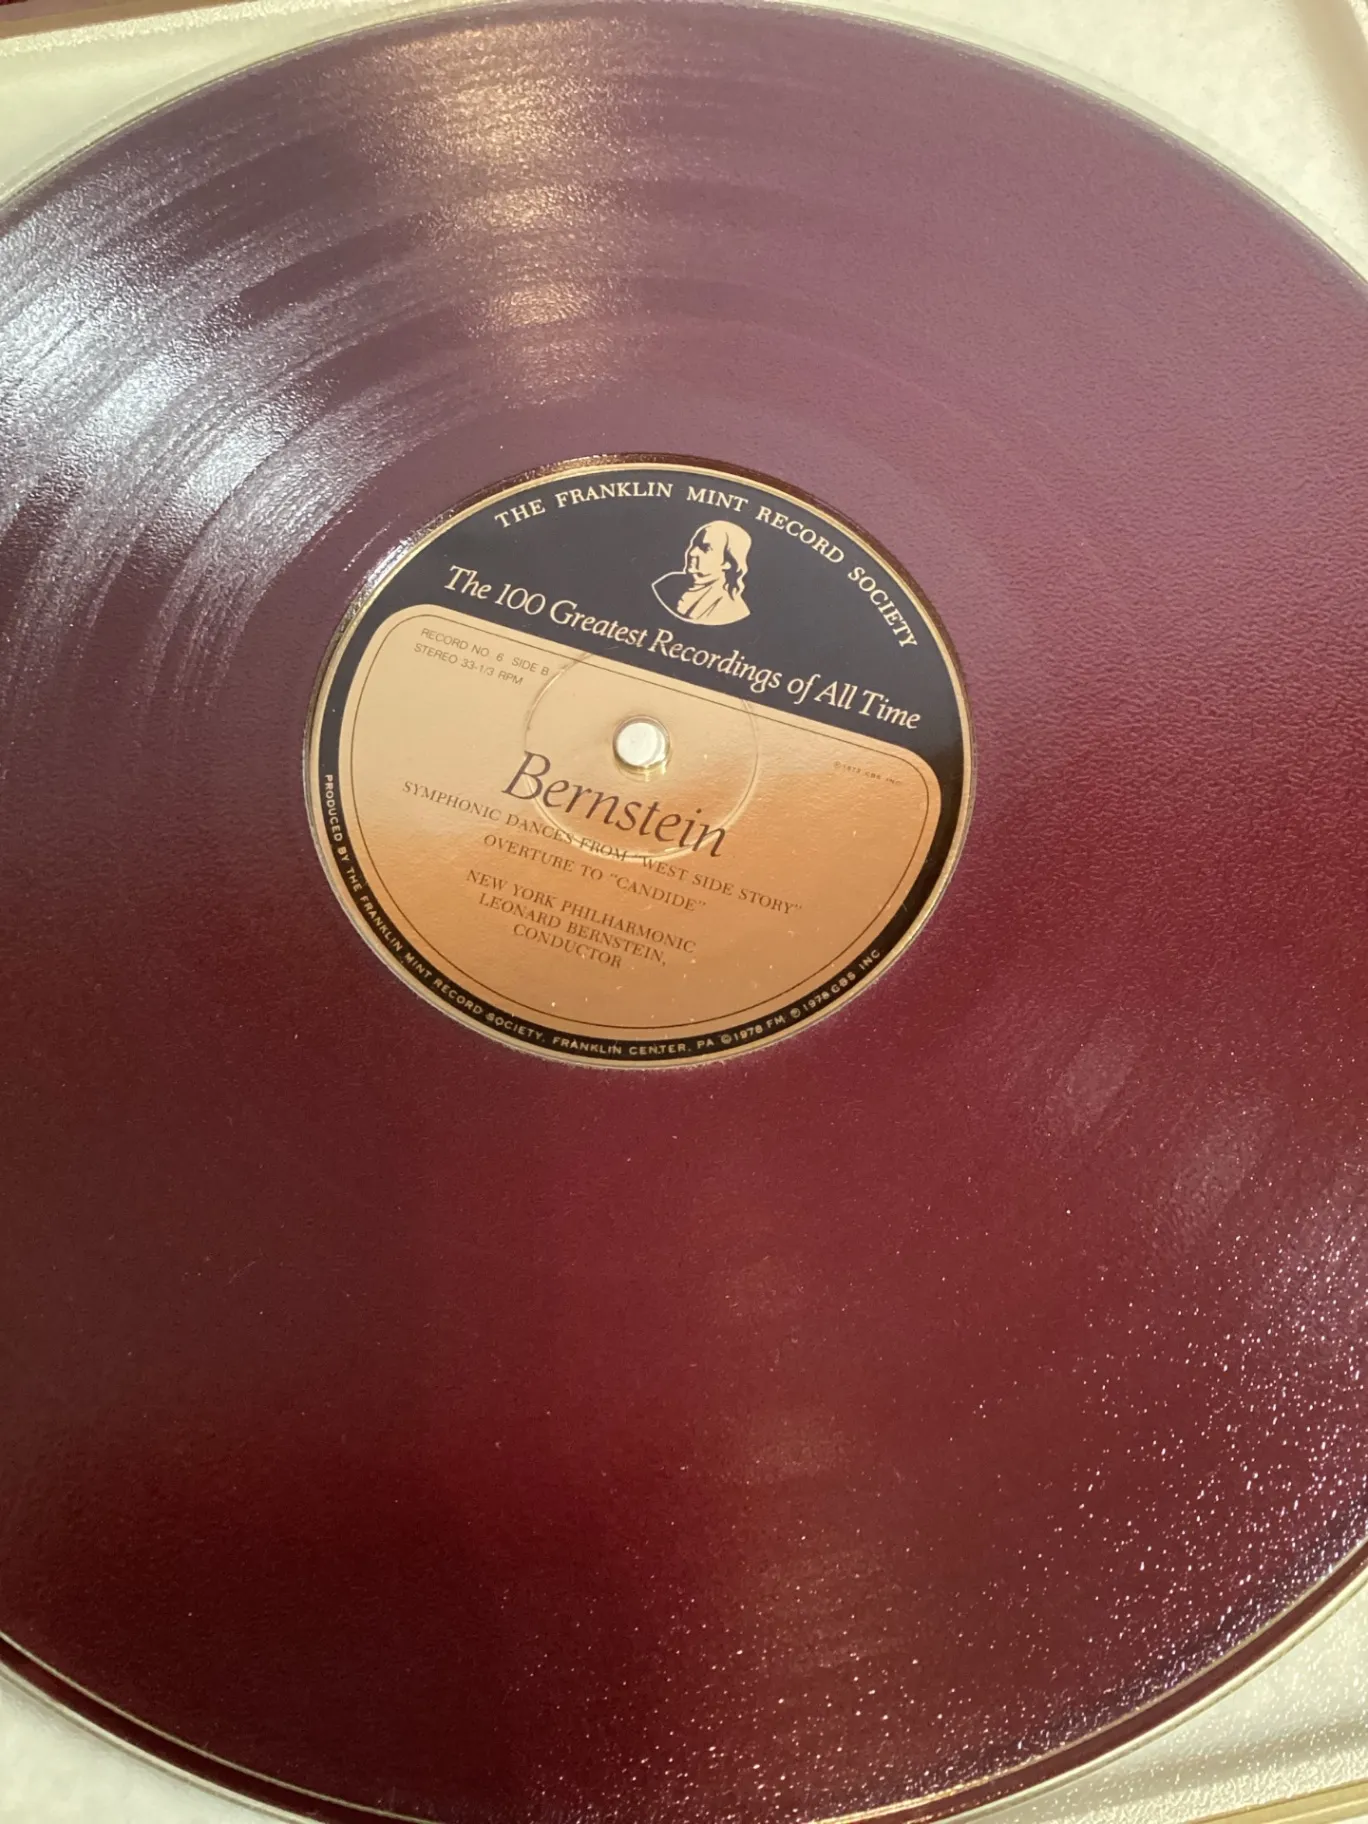 THE FRANKLIN MINT RECORD SOCIETY
The 100 Greatest Recordings of All Time
RECORD NO. 6 SIDE B
STEREO 33-1/3 RPM
Bernstein
SYMPHONIC DANCES FROM "WEST SIDE STORY"
OVERTURE TO "CANDIDE"
NEW YORK PHILHARMONIC
LEONARD BERNSTEIN,
CONDUCTOR
PRODUCED BY THE FRANKLIN MINT RECORD SOCIETY, FRANKLIN CENTER, PA ©1978 FM ℗1978 CBS INC